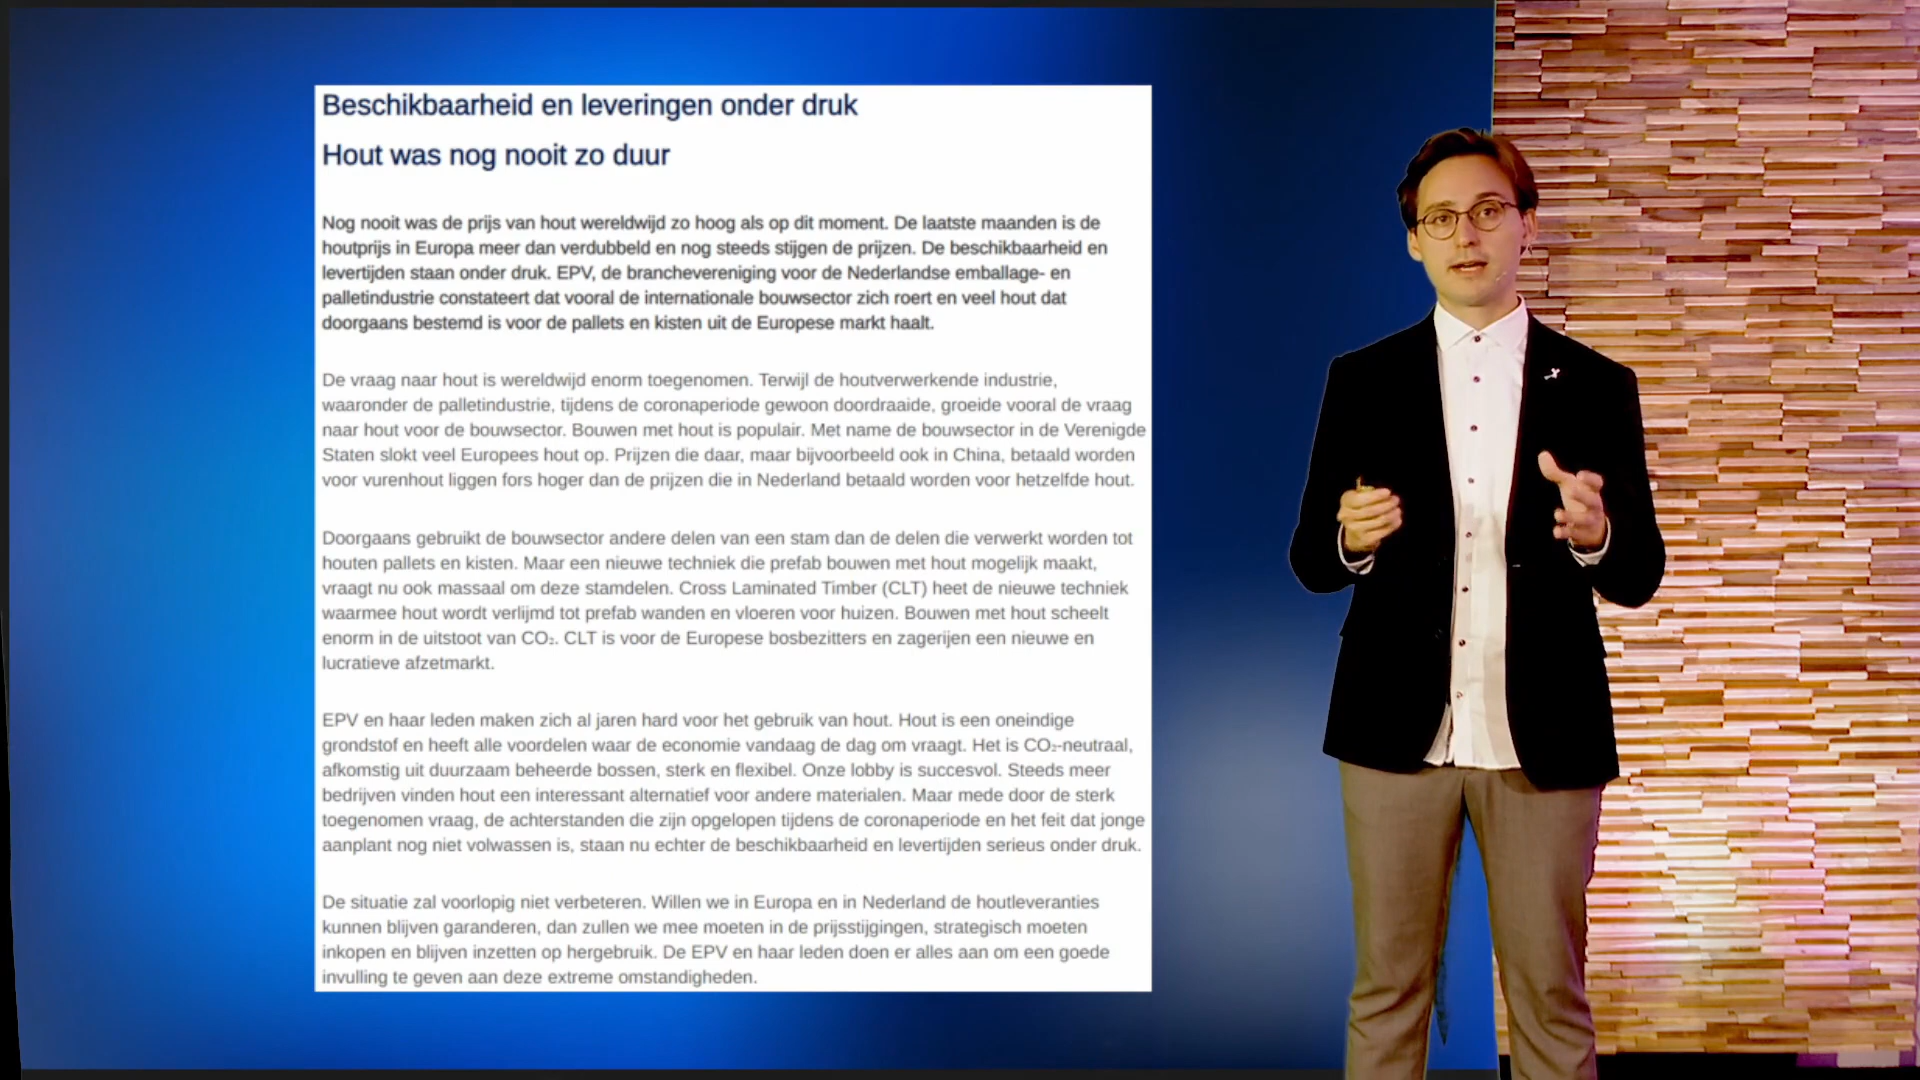 Beschikbaarheid en leveringen onder druk
Hout was nog nooit zo duur
Nog nooit was de prijs van hout wereldwijd zo hoog als op dit moment. De laatste maanden is de
houtprijs in Europa meer dan verdubbeld en nog steeds stijgen de prijzen. De beschikbaarheid en
levertijden staan onder druk. EPV, de branchevereniging voor de Nederlandse emballage- en
palletindustrie constateert dat vooral de internationale bouwsector zich roert en veel hout dat
doorgaans bestemd is voor de pallets en kisten uit de Europese markt haalt.
De vraag naar hout is wereldwijd enorm toegenomen. Terwijl de houtverwerkende industrie,
waaronder de palletindustrie, tijdens de coronaperiode gewoon doordraaide, groeide vooral de vraag
naar hout voor de bouwsector. Bouwen met hout is populair. Met name de bouwsector in de Verenigde
Staten slokt veel Europees hout op. Prijzen die daar, maar bijvoorbeeld ook in China, betaald worden
voor vurenhout liggen fors hoger dan de prijzen die in Nederland betaald worden voor hetzelfde hout.
Doorgaans gebruikt de bouwsector andere delen van een stam dan de delen die verwerkt worden tot
houten pallets en kisten. Maar een nieuwe techniek die prefab bouwen met hout mogelijk maakt,
vraagt nu ook massaal om deze stamdelen. Cross Laminated Timber (CLT) heet de nieuwe techniek
waarmee hout wordt verlijmd tot prefab wanden en vloeren voor huizen. Bouwen met hout scheelt
enorm in de uitstoot van CO₂. CLT is voor de Europese bosbezitters en zagerijen een nieuwe en
lucratieve afzetmarkt.
EPV en haar leden maken zich al jaren hard voor het gebruik van hout. Hout is een oneindige
grondstof en heeft alle voordelen waar de economie vandaag de dag om vraagt. Het is CO₂-neutraal,
afkomstig uit duurzaam beheerde bossen, sterk en flexibel. Onze lobby is succesvol. Steeds meer
bedrijven vinden hout een interessant alternatief voor andere materialen. Maar mede door de sterk
toegenomen vraag, de achterstanden die zijn opgelopen tijdens de coronaperiode en het feit dat jonge
aanplant nog niet volwassen is, staan nu echter de beschikbaarheid en levertijden serieus onder druk.
De situatie zal voorlopig niet verbeteren. Willen we in Europa en in Nederland de houtleveranties
kunnen blijven garanderen, dan zullen we mee moeten in de prijsstijgingen, strategisch moeten
inkopen en blijven inzetten op hergebruik. De EPV en haar leden doen er alles aan om een goede
invulling te geven aan deze extreme omstandigheden.